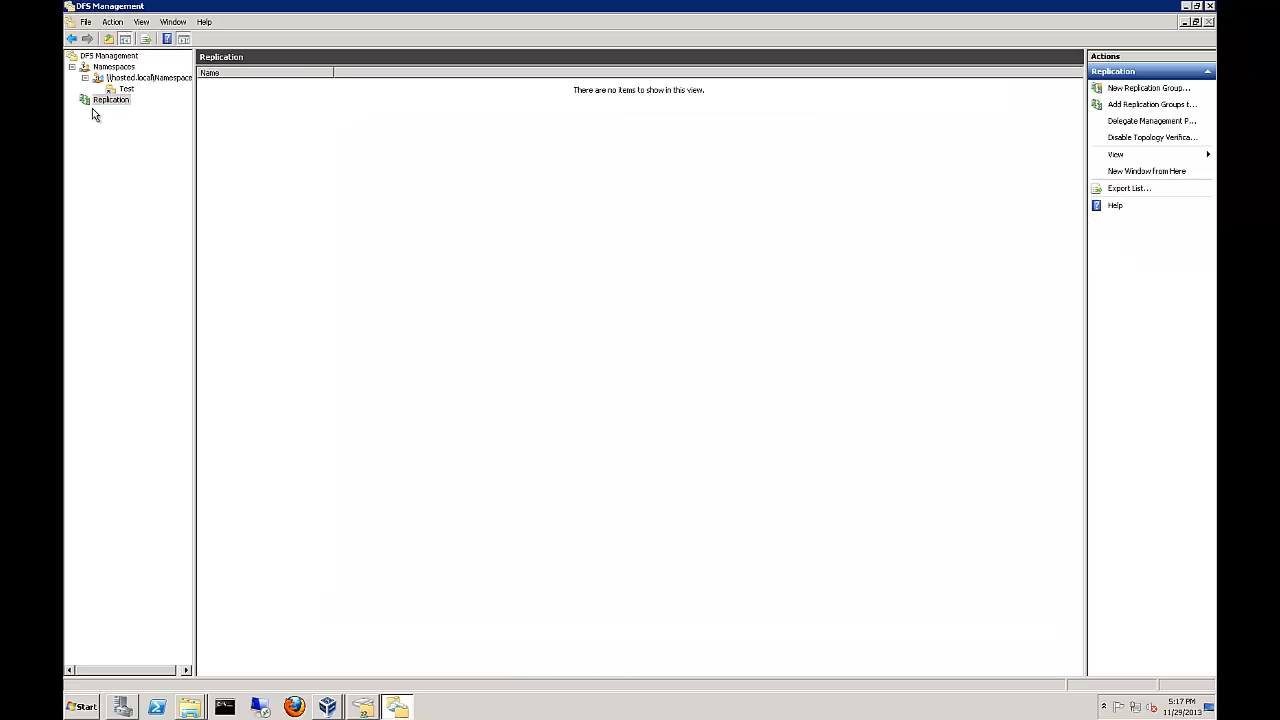 DFS Management
File Action View Window Help
DFS Management
Namespaces
\\hosted.local\Namespace
Test
Replication
Replication
Name
There are no items to show in this view.
Actions
Replication
New Replication Group...
Add Replication Groups t...
Delegate Management P...
Disable Topology Verifica...
View
New Window from Here
Export List...
Help
Start
5:17 PM
11/29/2013